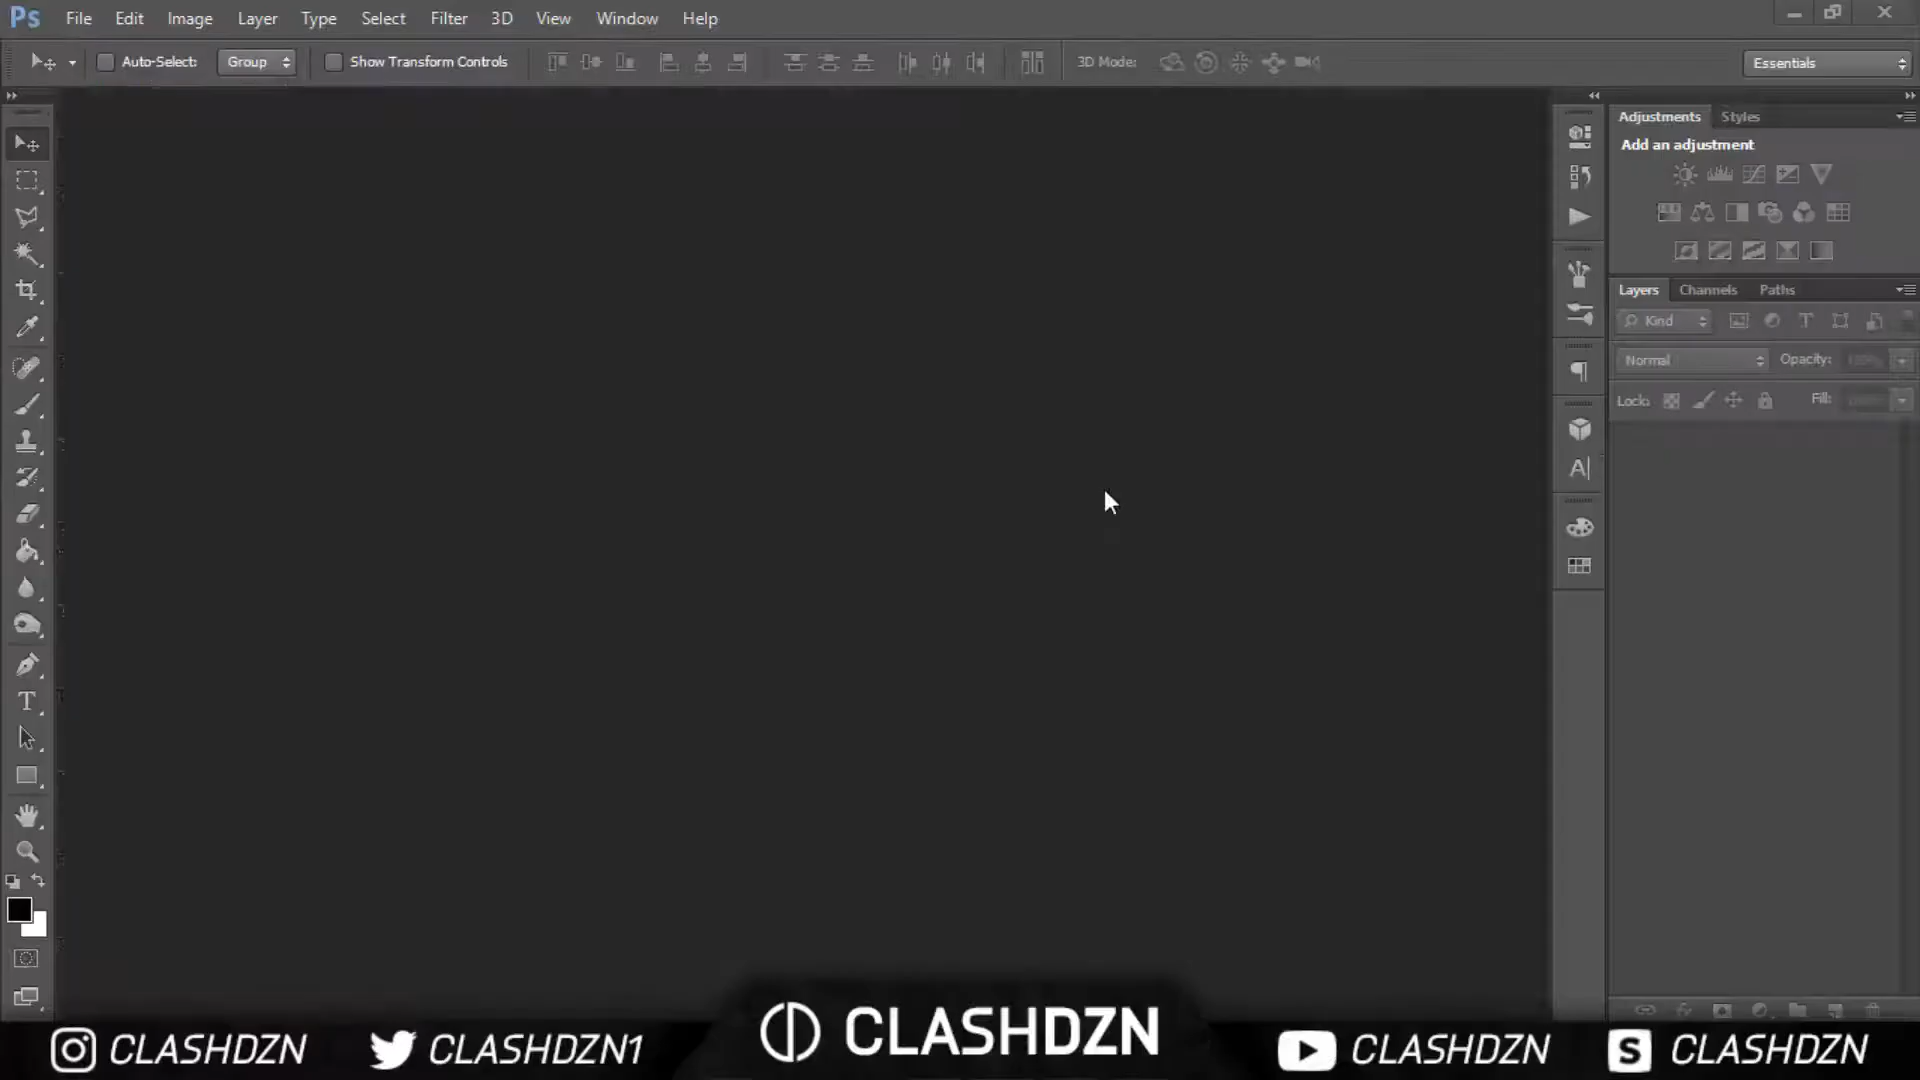 Ps File Edit Image Layer Type Select Filter 3D View Window Help
Auto-Select: Group Show Transform Controls 3D Mode: Essentials
Adjustments Styles
Add an adjustment
Layers Channels Paths
Kind
Normal Opacity: 100%
Lock: Fill:
CLASHDZN CLASHDZN1 CLASHDZN CLASHDZN CLASHDZN